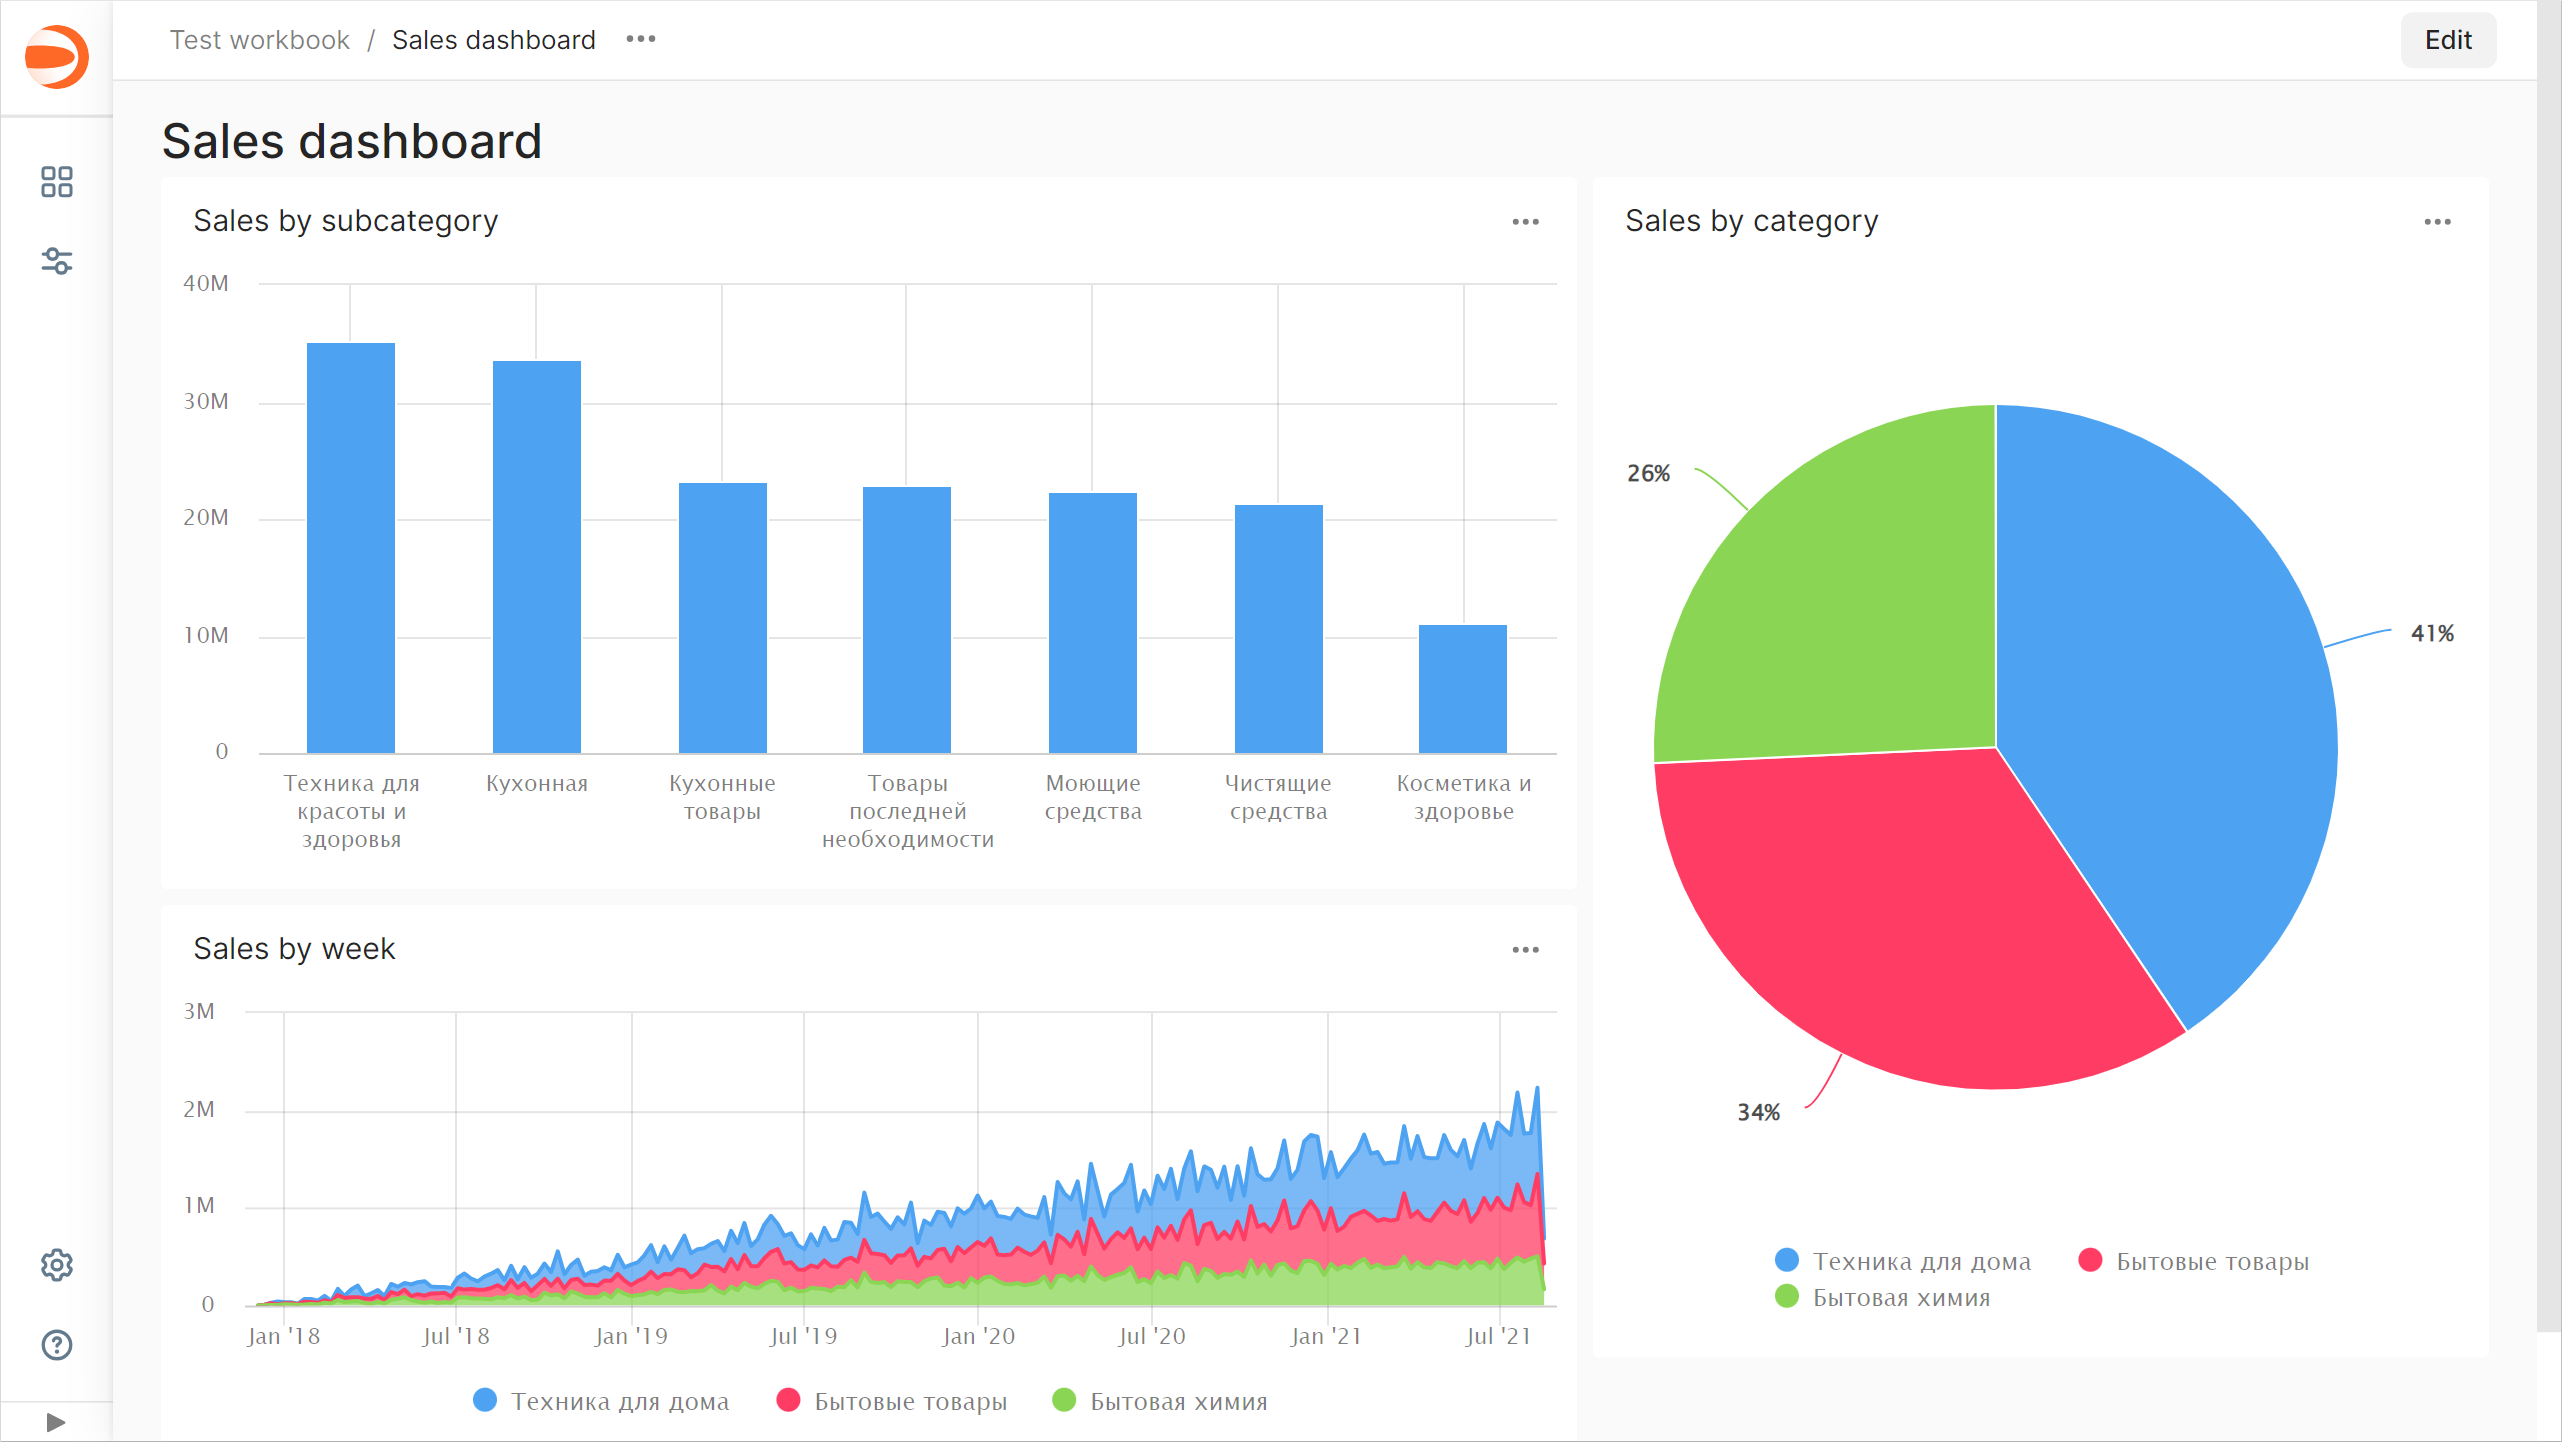 Test workbook / Sales dashboard
Edit
Sales dashboard
Sales by subcategory
40M
30M
20M
10M
0
Техника для
красоты и
здоровья
Кухонная
Кухонные
товары
Товары
последней
необходимости
Моющие
средства
Чистящие
средства
Косметика и
здоровье
Sales by category
26%
41%
34%
Техника для дома
Бытовые товары
Бытовая химия
Sales by week
3M
2M
1M
0
Jan '18
Jul '18
Jan '19
Jul '19
Jan '20
Jul '20
Jan '21
Jul '21
Техника для дома
Бытовые товары
Бытовая химия